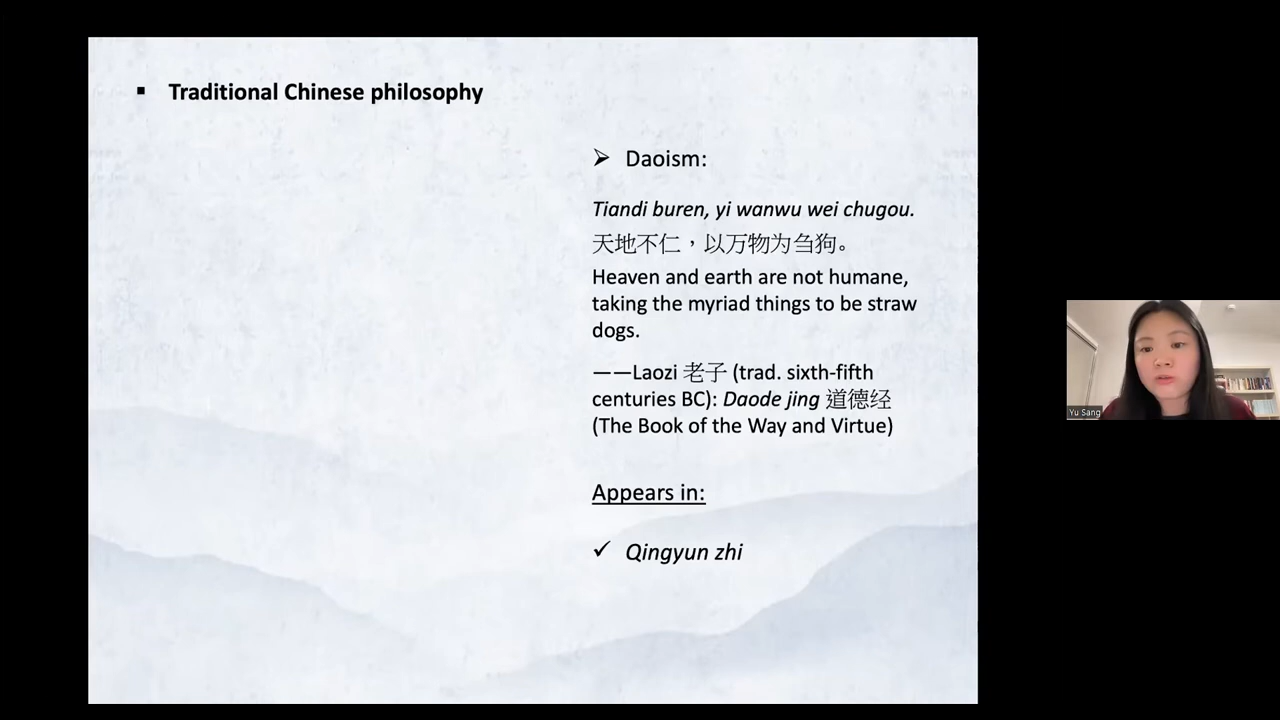 ▪ Traditional Chinese philosophy
➢ Daoism:
Tiandi buren, yi wanwu wei chugou.
天地不仁，以万物为刍狗。
Heaven and earth are not humane,
taking the myriad things to be straw
dogs.
——Laozi 老子 (trad. sixth-fifth
centuries BC): Daode jing 道德经
(The Book of the Way and Virtue)
Appears in:
✓ Qingyun zhi
Yu Sang